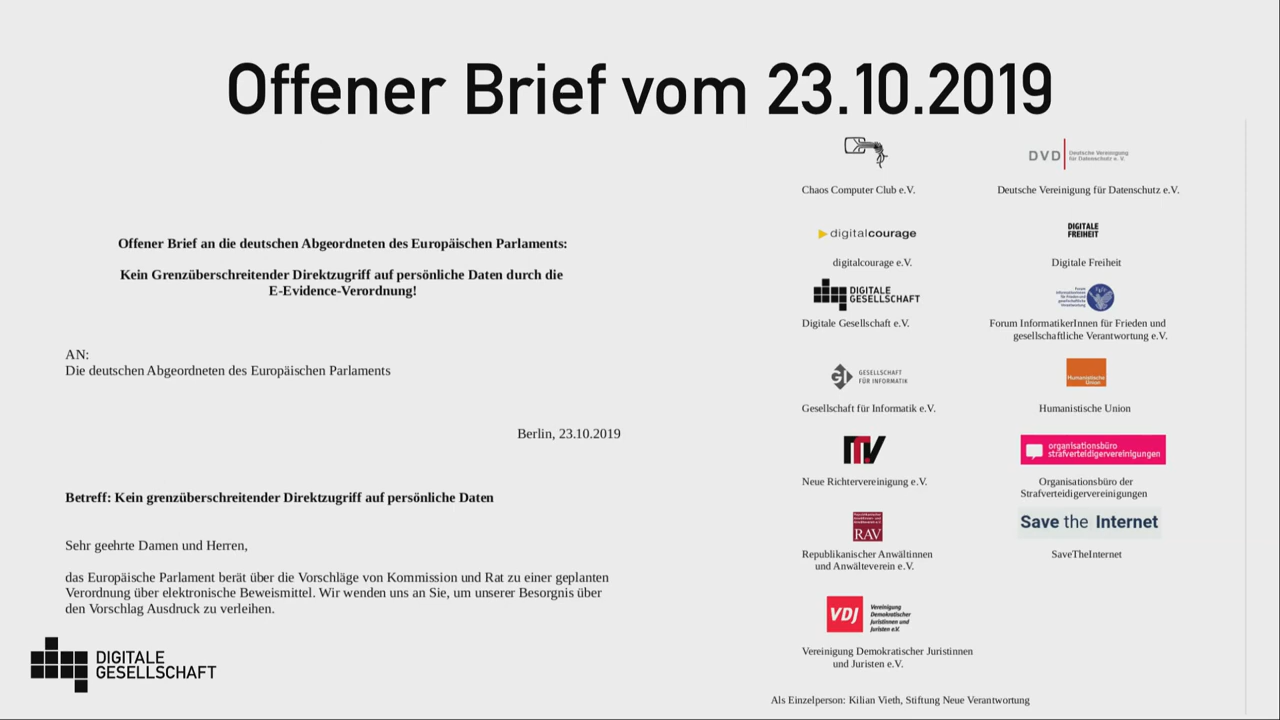 Offener Brief vom 23.10.2019
Offener Brief an die deutschen Abgeordneten des Europäischen Parlaments:
Kein Grenzüberschreitender Direktzugriff auf persönliche Daten durch die
E-Evidence-Verordnung!
AN:
Die deutschen Abgeordneten des Europäischen Parlaments
Berlin, 23.10.2019
Betreff: Kein grenzüberschreitender Direktzugriff auf persönliche Daten
Sehr geehrte Damen und Herren,
das Europäische Parlament berät über die Vorschläge von Kommission und Rat zu einer geplanten
Verordnung über elektronische Beweismittel. Wir wenden uns an Sie, um unserer Besorgnis über
den Vorschlag Ausdruck zu verleihen.
DIGITALE
GESELLSCHAFT
Chaos Computer Club e.V.
DVD
Deutsche Vereinigung
für Datenschutz e. V.
Deutsche Vereinigung für Datenschutz e.V.
digitalcourage
digitalcourage e.V.
DIGITALE
FREIHEIT
Digitale Freiheit
DIGITALE
GESELLSCHAFT
Digitale Gesellschaft e.V.
Forum InformatikerInnen für Frieden und
gesellschaftliche Verantwortung e.V.
GI
GESELLSCHAFT
FÜR INFORMATIK
Gesellschaft für Informatik e.V.
Humanistische
Union
Humanistische Union
Neue Richtervereinigung e.V.
organisationsbüro
strafverteidigervereinigungen
Organisationsbüro der
Strafverteidigervereinigungen
RAV
Republikanischer Anwältinnen
und Anwälteverein e.V.
Save the Internet
SaveTheInternet
VDJ
Vereinigung
Demokratischer
Juristinnen und
Juristen e.V.
Vereinigung Demokratischer Juristinnen
und Juristen e.V.
Als Einzelperson: Kilian Vieth, Stiftung Neue Verantwortung